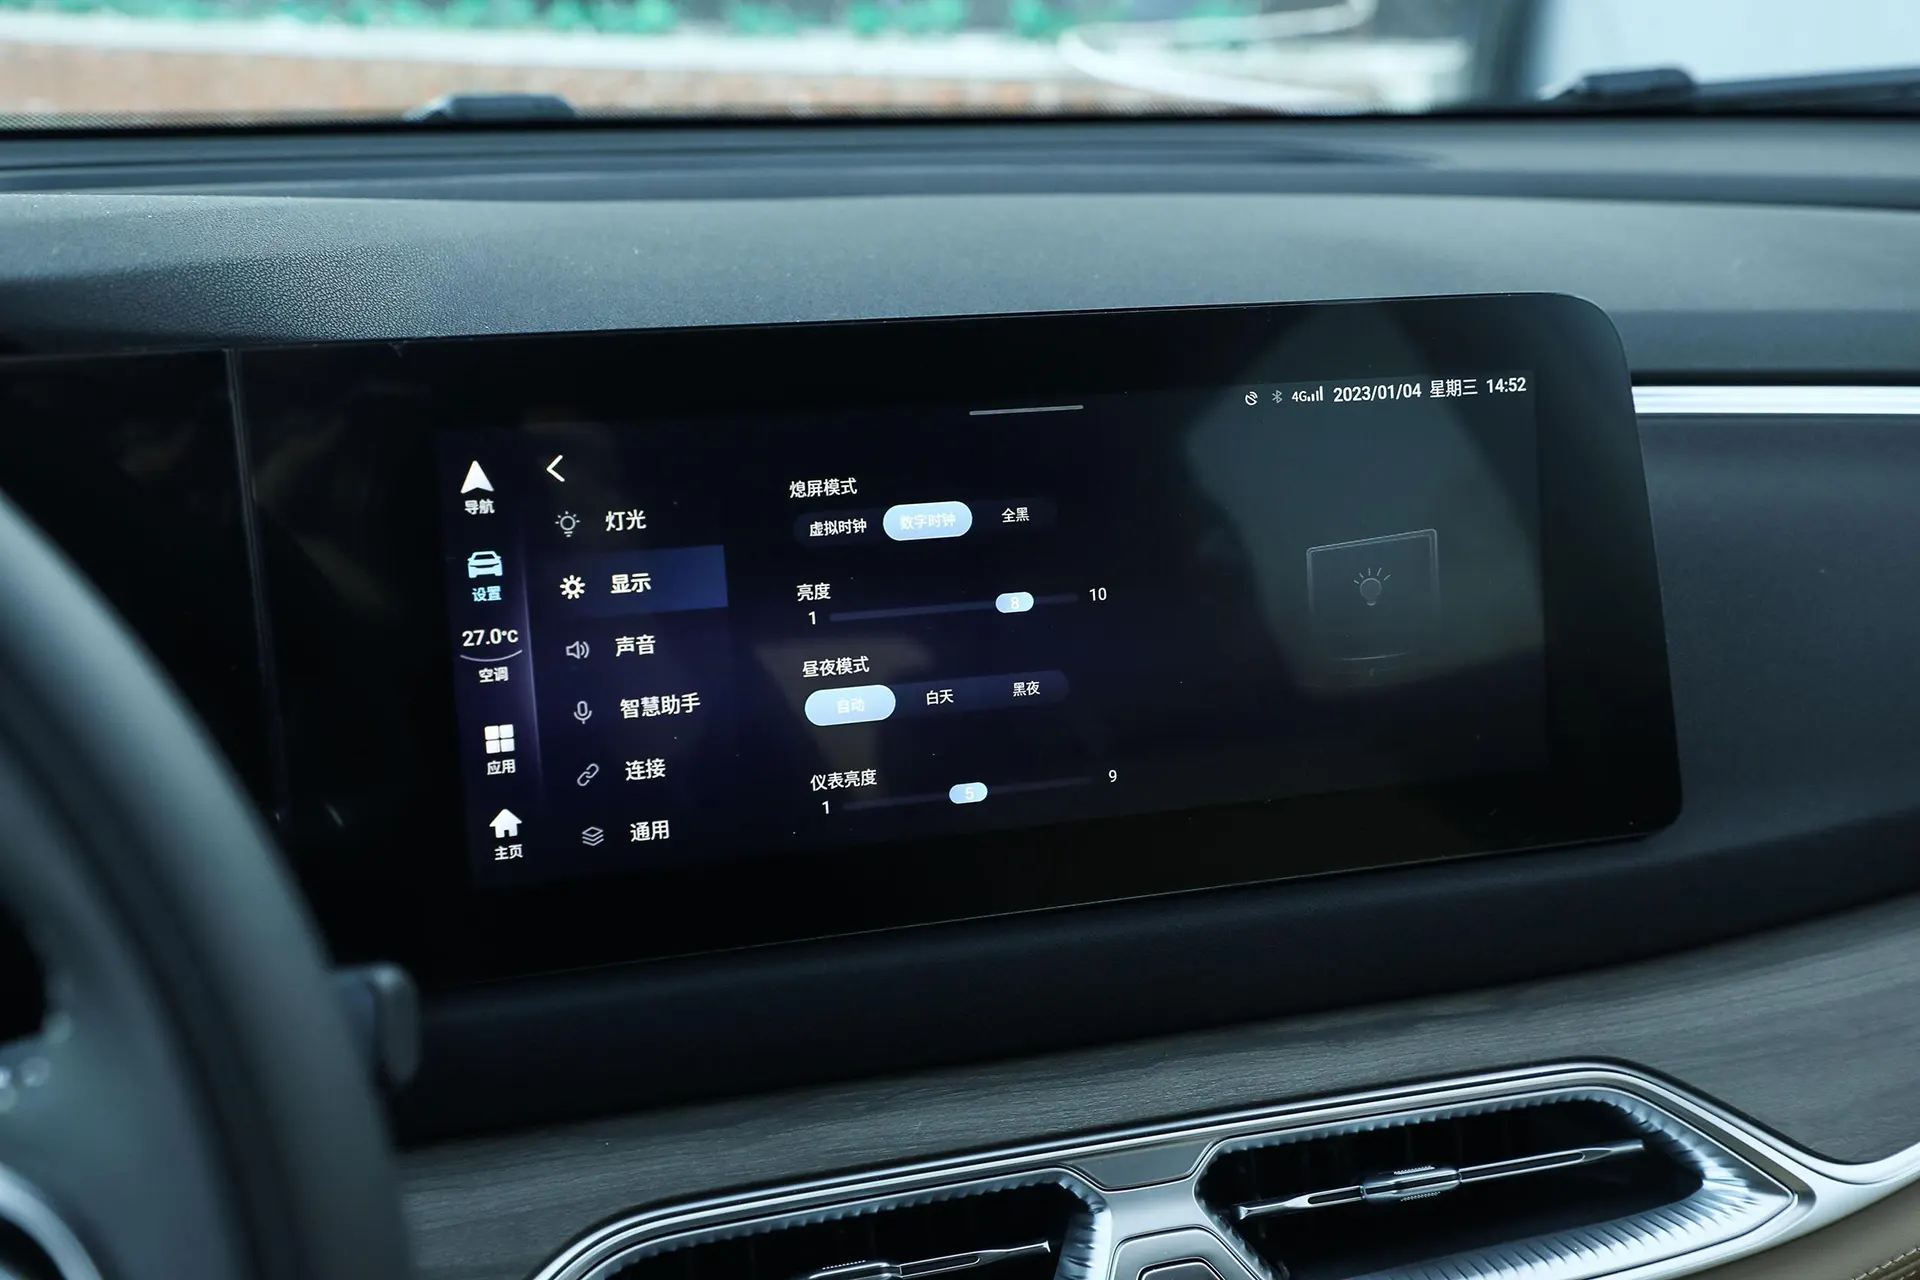 4G 2023/01/04 星期三 14:52
导航
设置
27.0°C
空调
应用
主页
灯光
显示
声音
智慧助手
连接
通用
熄屏模式
虚拟时钟 数字时钟 全黑
亮度
1 8 10
昼夜模式
自动 白天 黑夜
仪表亮度
1 5 9